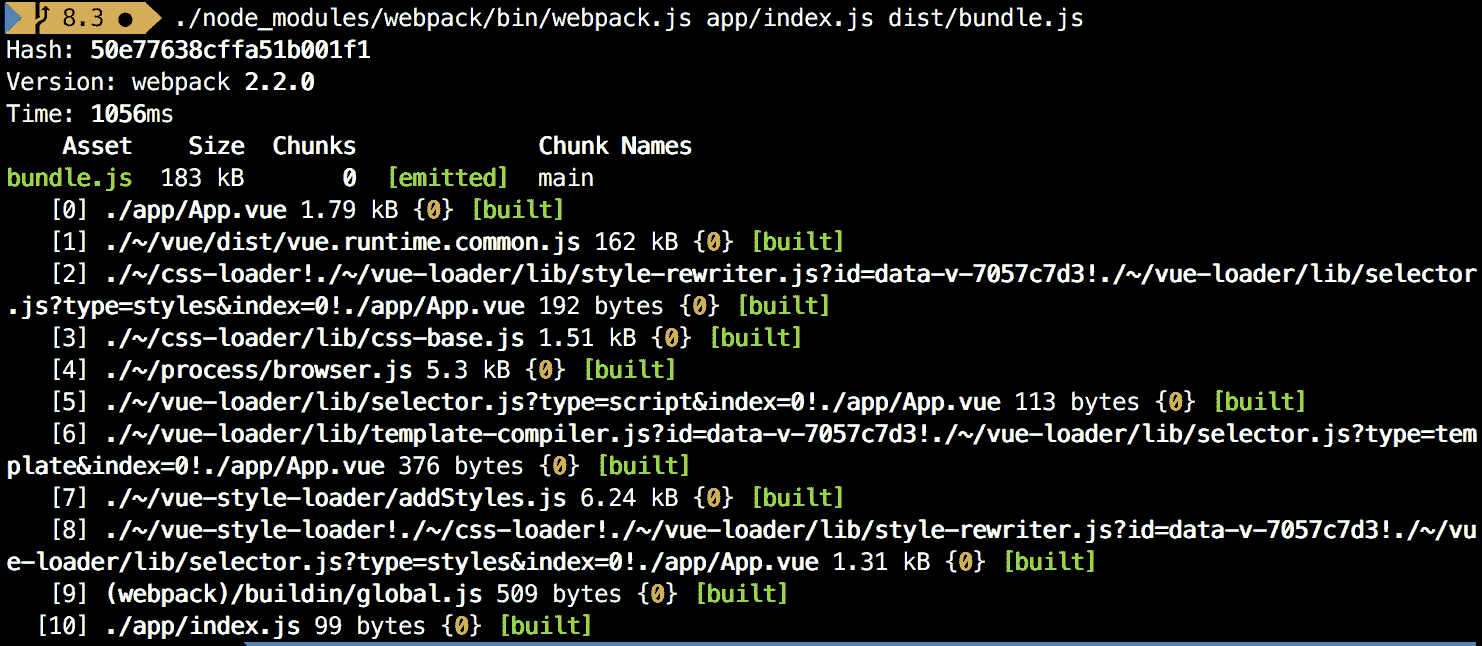 8.3 ● ./node_modules/webpack/bin/webpack.js app/index.js dist/bundle.js
Hash: 50e77638cffa51b001f1
Version: webpack 2.2.0
Time: 1056ms
Asset Size Chunks Chunk Names
bundle.js 183 kB 0 [emitted] main
[0] ./app/App.vue 1.79 kB {0} [built]
[1] ./~/vue/dist/vue.runtime.common.js 162 kB {0} [built]
[2] ./~/css-loader!./~/vue-loader/lib/style-rewriter.js?id=data-v-7057c7d3!./~/vue-loader/lib/selector
.js?type=styles&index=0!./app/App.vue 192 bytes {0} [built]
[3] ./~/css-loader/lib/css-base.js 1.51 kB {0} [built]
[4] ./~/process/browser.js 5.3 kB {0} [built]
[5] ./~/vue-loader/lib/selector.js?type=script&index=0!./app/App.vue 113 bytes {0} [built]
[6] ./~/vue-loader/lib/template-compiler.js?id=data-v-7057c7d3!./~/vue-loader/lib/selector.js?type=tem
plate&index=0!./app/App.vue 376 bytes {0} [built]
[7] ./~/vue-style-loader/addStyles.js 6.24 kB {0} [built]
[8] ./~/vue-style-loader!./~/css-loader!./~/vue-loader/lib/style-rewriter.js?id=data-v-7057c7d3!./~/vu
e-loader/lib/selector.js?type=styles&index=0!./app/App.vue 1.31 kB {0} [built]
[9] (webpack)/buildin/global.js 509 bytes {0} [built]
[10] ./app/index.js 99 bytes {0} [built]